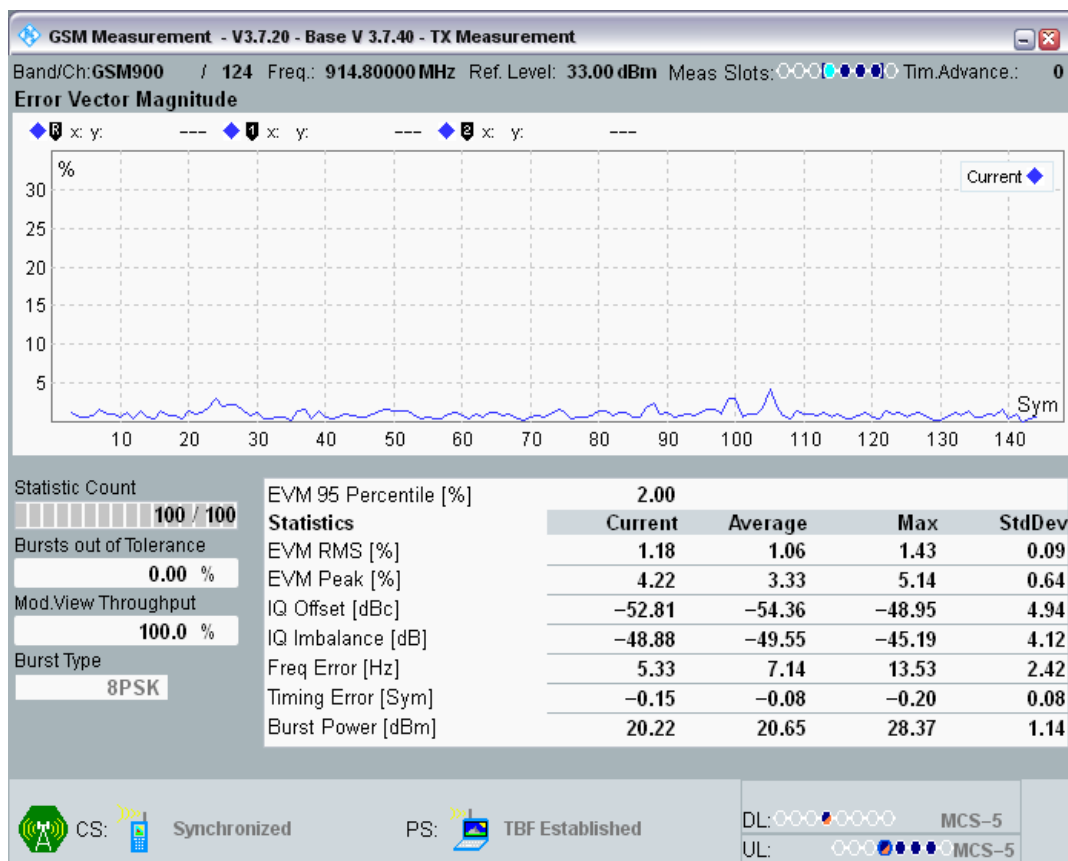 GSM Measurement - V3.7.20 - Base V 3.7.40 - TX Measurement
Band/Ch:GSM900 / 124 Freq.: 914.80000 MHz Ref. Level: 33.00 dBm Meas Slots: Tim.Advance.: 0
Error Vector Magnitude
R x: y: --- 1 x: y: --- 2 x: y: ---
%
Current
30
25
20
15
10
5
Sym
10 20 30 40 50 60 70 80 90 100 110 120 130 140
Statistic Count
100 / 100
Bursts out of Tolerance
0.00 %
Mod.View Throughput
100.0 %
Burst Type
8PSK
EVM 95 Percentile [%] 2.00
Statistics Current Average Max StdDev
EVM RMS [%] 1.18 1.06 1.43 0.09
EVM Peak [%] 4.22 3.33 5.14 0.64
IQ Offset [dBc] −52.81 −54.36 −48.95 4.94
IQ Imbalance [dB] −48.88 −49.55 −45.19 4.12
Freq Error [Hz] 5.33 7.14 13.53 2.42
Timing Error [Sym] −0.15 −0.08 −0.20 0.08
Burst Power [dBm] 20.22 20.65 28.37 1.14
CS: Synchronized PS: TBF Established
DL: MCS−5
UL: MCS−5